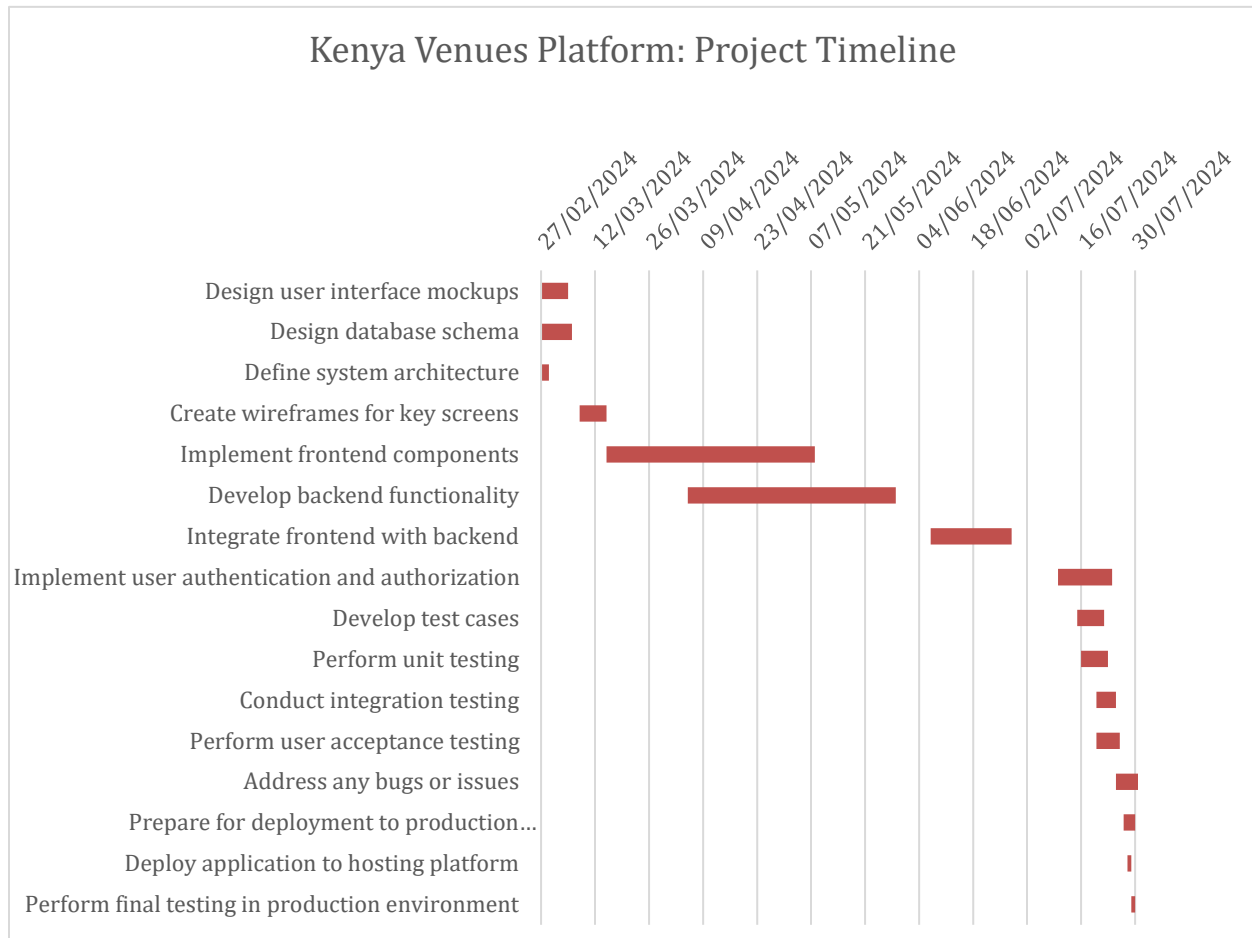 Kenya Venues Platform: Project Timeline
27/02/2024
12/03/2024
26/03/2024
09/04/2024
23/04/2024
07/05/2024
21/05/2024
04/06/2024
18/06/2024
02/07/2024
16/07/2024
30/07/2024
Design user interface mockups
Design database schema
Define system architecture
Create wireframes for key screens
Implement frontend components
Develop backend functionality
Integrate frontend with backend
Implement user authentication and authorization
Develop test cases
Perform unit testing
Conduct integration testing
Perform user acceptance testing
Address any bugs or issues
Prepare for deployment to production…
Deploy application to hosting platform
Perform final testing in production environment